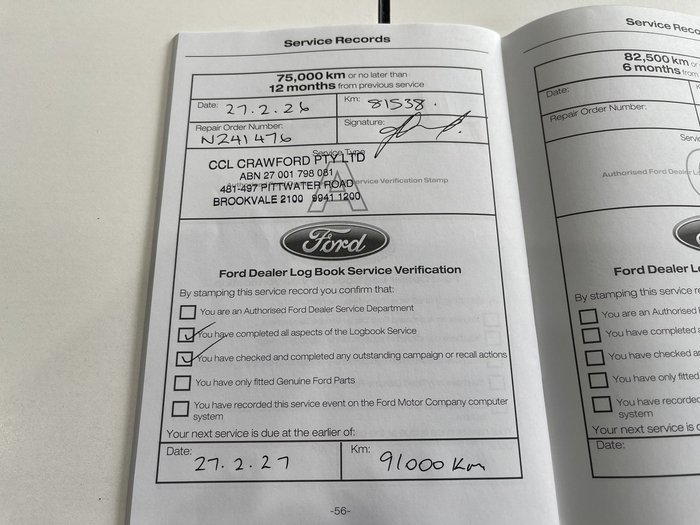 Service Records
75,000 km or no later than
12 months from previous service
Date: 27.2.26 Km: 81538.
Repair Order Number: Signature:
N241476
Service Type
CCL CRAWFORD PTY LTD
ABN 27 001 798 081
A
Service Verification Stamp
481-497 PITTWATER ROAD
BROOKVALE 2100 9941 1200
Ford
Ford Dealer Log Book Service Verification
By stamping this service record you confirm that:
You are an Authorised Ford Dealer Service Department
You have completed all aspects of the Logbook Service
You have checked and completed any outstanding campaign or recall actions
You have only fitted Genuine Ford Parts
You have recorded this service event on the Ford Motor Company computer
system
Your next service is due at the earlier of:
Date: Km:
27.2.27 91000 Km
-56-
Service
82,500 km or
6 months from
Date:
Repair Order Number:
Authorised Ford Dealer
Ford Dealer
By stamping this service
You are an Authorised
You have completed
You have checked
You have only fitted
You have recorded
system
Your next service is
Date: